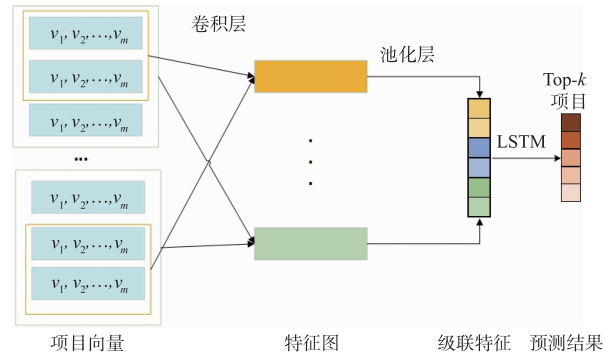 卷积层
池化层
v₁, v₂,…,vₘ
v₁, v₂,…,vₘ
v₁, v₂,…,vₘ
...
v₁, v₂,…,vₘ
v₁, v₂,…,vₘ
v₁, v₂,…,vₘ
LSTM
Top-k
项目
项目向量
特征图
级联特征
预测结果